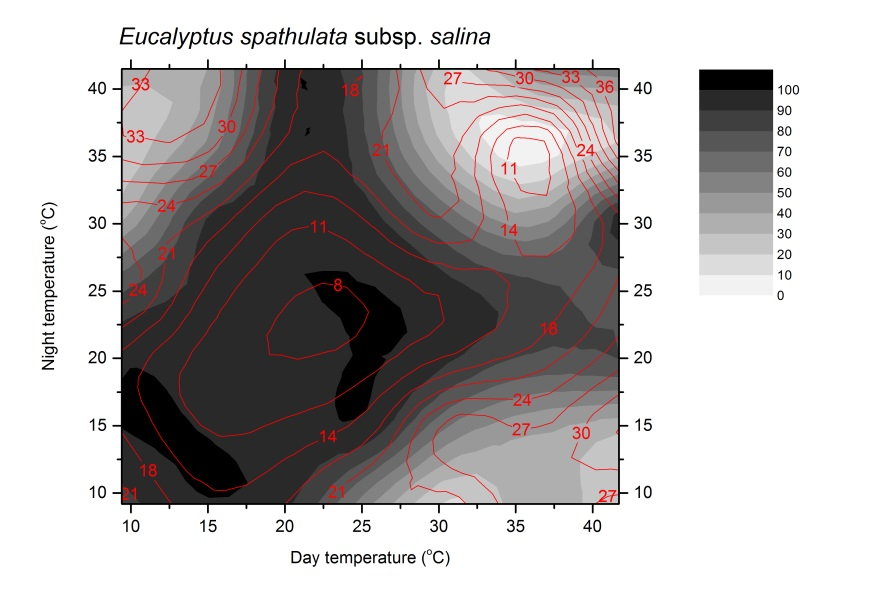 Eucalyptus spathulata subsp. salina
40 33 18 27 30 33 36 40
100
90
80
70
60
50
40
30
20
10
0
33 30 21 24
35 27 11 35
24
30 11 14 30
21
25 24 8 25
18
20 20
24
15 14 27 30 15
18
10 21 21 27 10
10 15 20 25 30 35 40
Night temperature (°C)
Day temperature (°C)